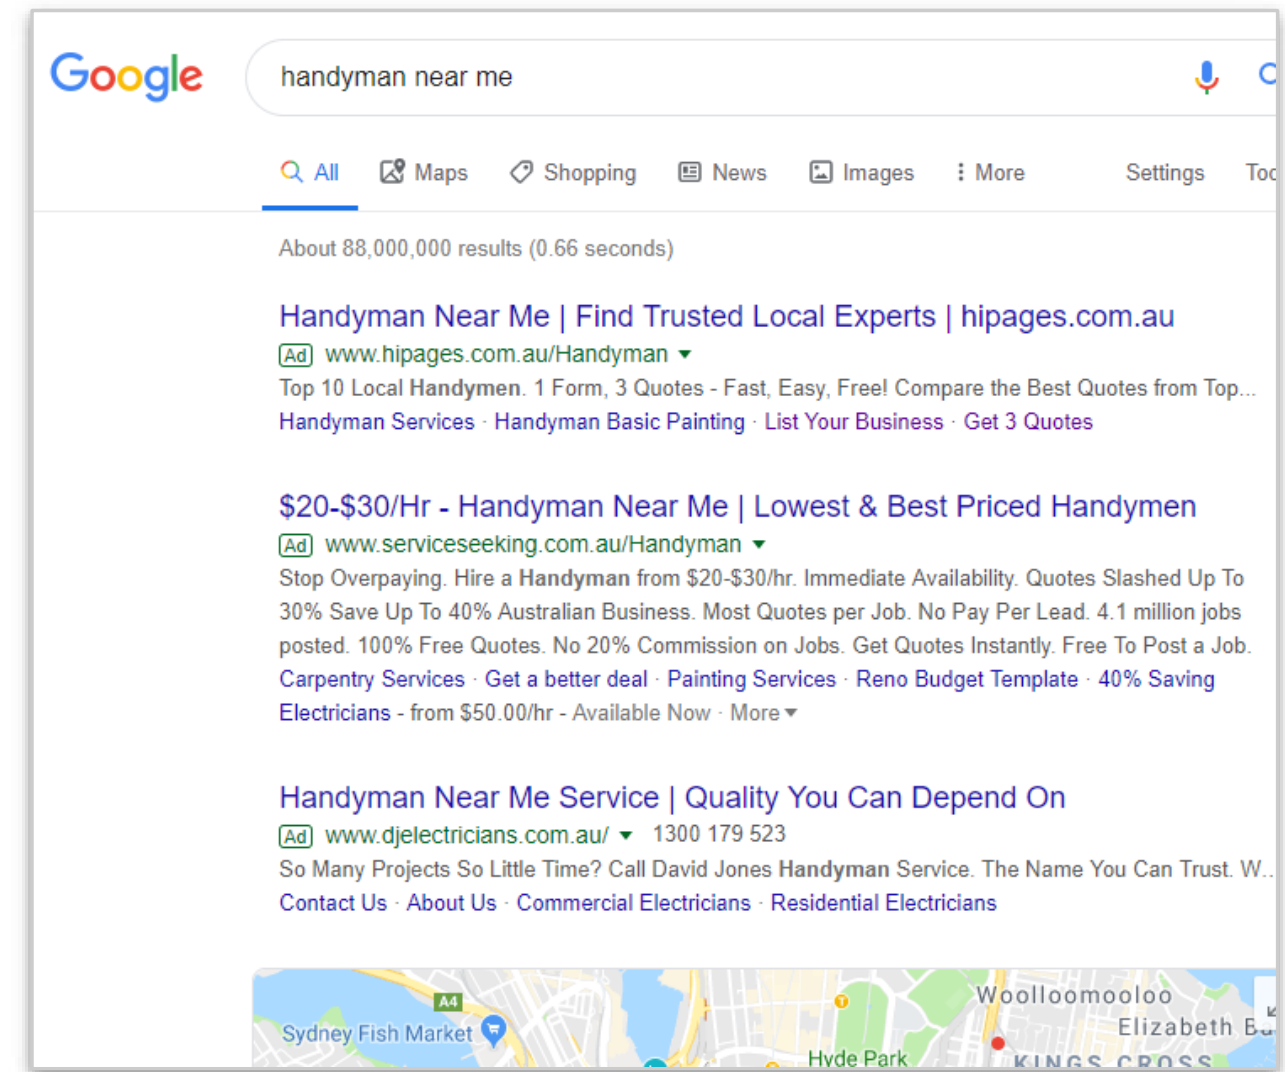 Google
handyman near me
All Maps Shopping News Images More Settings
About 88,000,000 results (0.66 seconds)
Handyman Near Me | Find Trusted Local Experts | hipages.com.au
Ad www.hipages.com.au/Handyman
Top 10 Local Handymen. 1 Form, 3 Quotes - Fast, Easy, Free! Compare the Best Quotes from Top...
Handyman Services · Handyman Basic Painting · List Your Business · Get 3 Quotes
$20-$30/Hr - Handyman Near Me | Lowest & Best Priced Handymen
Ad www.serviceseeking.com.au/Handyman
Stop Overpaying. Hire a Handyman from $20-$30/hr. Immediate Availability. Quotes Slashed Up To
30% Save Up To 40% Australian Business. Most Quotes per Job. No Pay Per Lead. 4.1 million jobs
posted. 100% Free Quotes. No 20% Commission on Jobs. Get Quotes Instantly. Free To Post a Job.
Carpentry Services · Get a better deal · Painting Services · Reno Budget Template · 40% Saving
Electricians - from $50.00/hr - Available Now · More
Handyman Near Me Service | Quality You Can Depend On
Ad www.djelectricians.com.au/ 1300 179 523
So Many Projects So Little Time? Call David Jones Handyman Service. The Name You Can Trust. W..
Contact Us · About Us · Commercial Electricians · Residential Electricians
A4
Woolloomooloo
Sydney Fish Market
Elizabeth
Hyde Park
KINGS CROSS